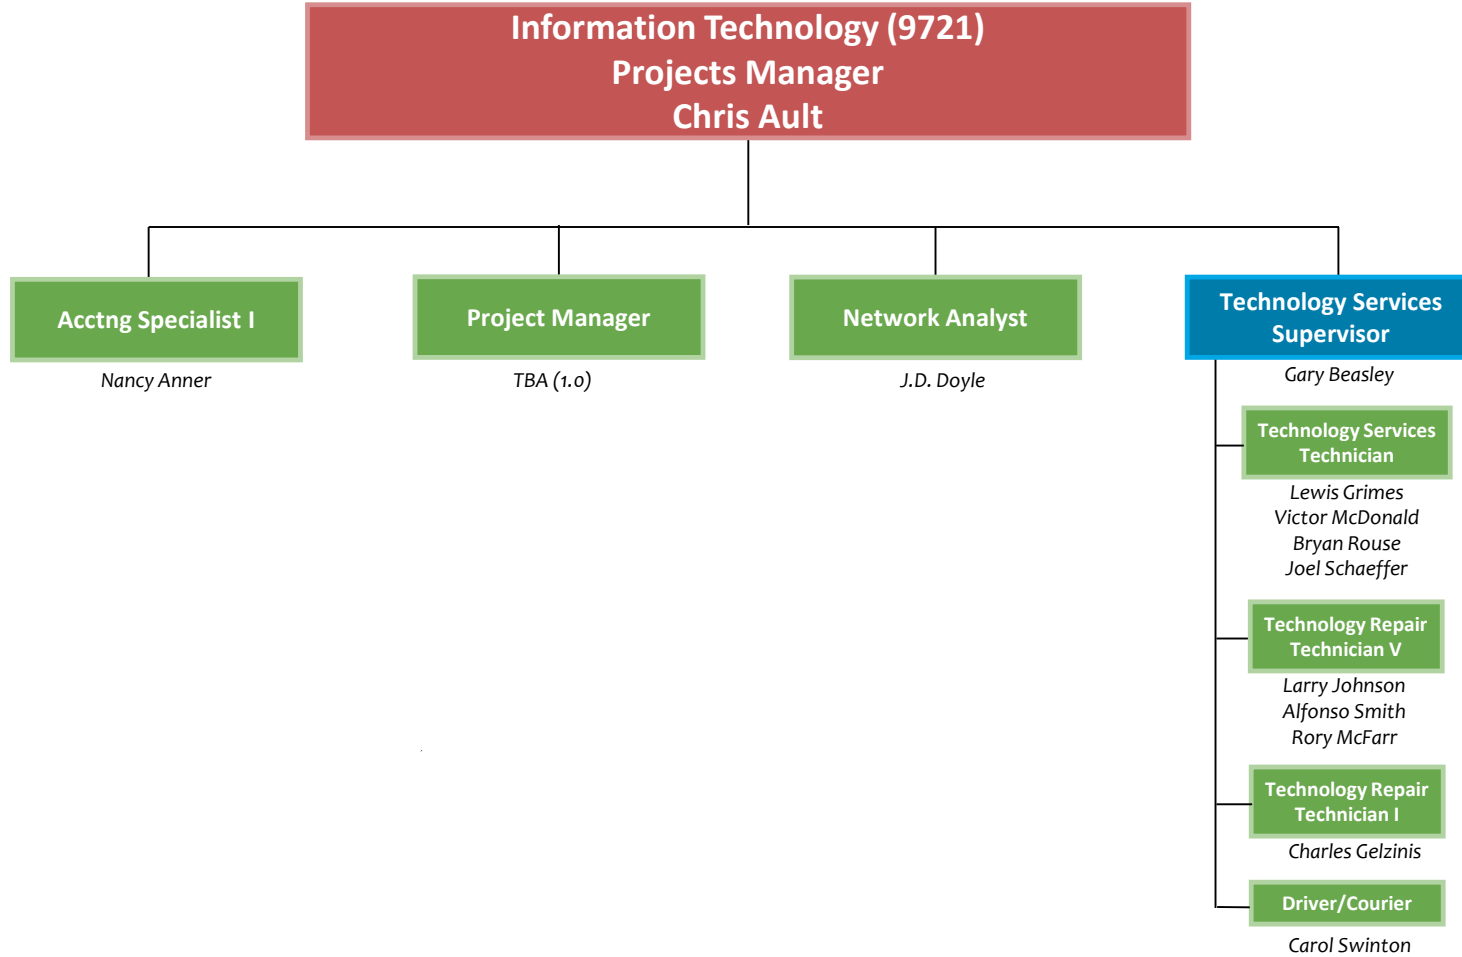 Information Technology (9721)
Projects Manager
Chris Ault
Acctng Specialist I
Nancy Anner
Project Manager
TBA (1.0)
Network Analyst
J.D. Doyle
Technology Services
Supervisor
Gary Beasley
Technology Services
Technician
Lewis Grimes
Victor McDonald
Bryan Rouse
Joel Schaeffer
Technology Repair
Technician V
Larry Johnson
Alfonso Smith
Rory McFarr
Technology Repair
Technician I
Charles Gelzinis
Driver/Courier
Carol Swinton